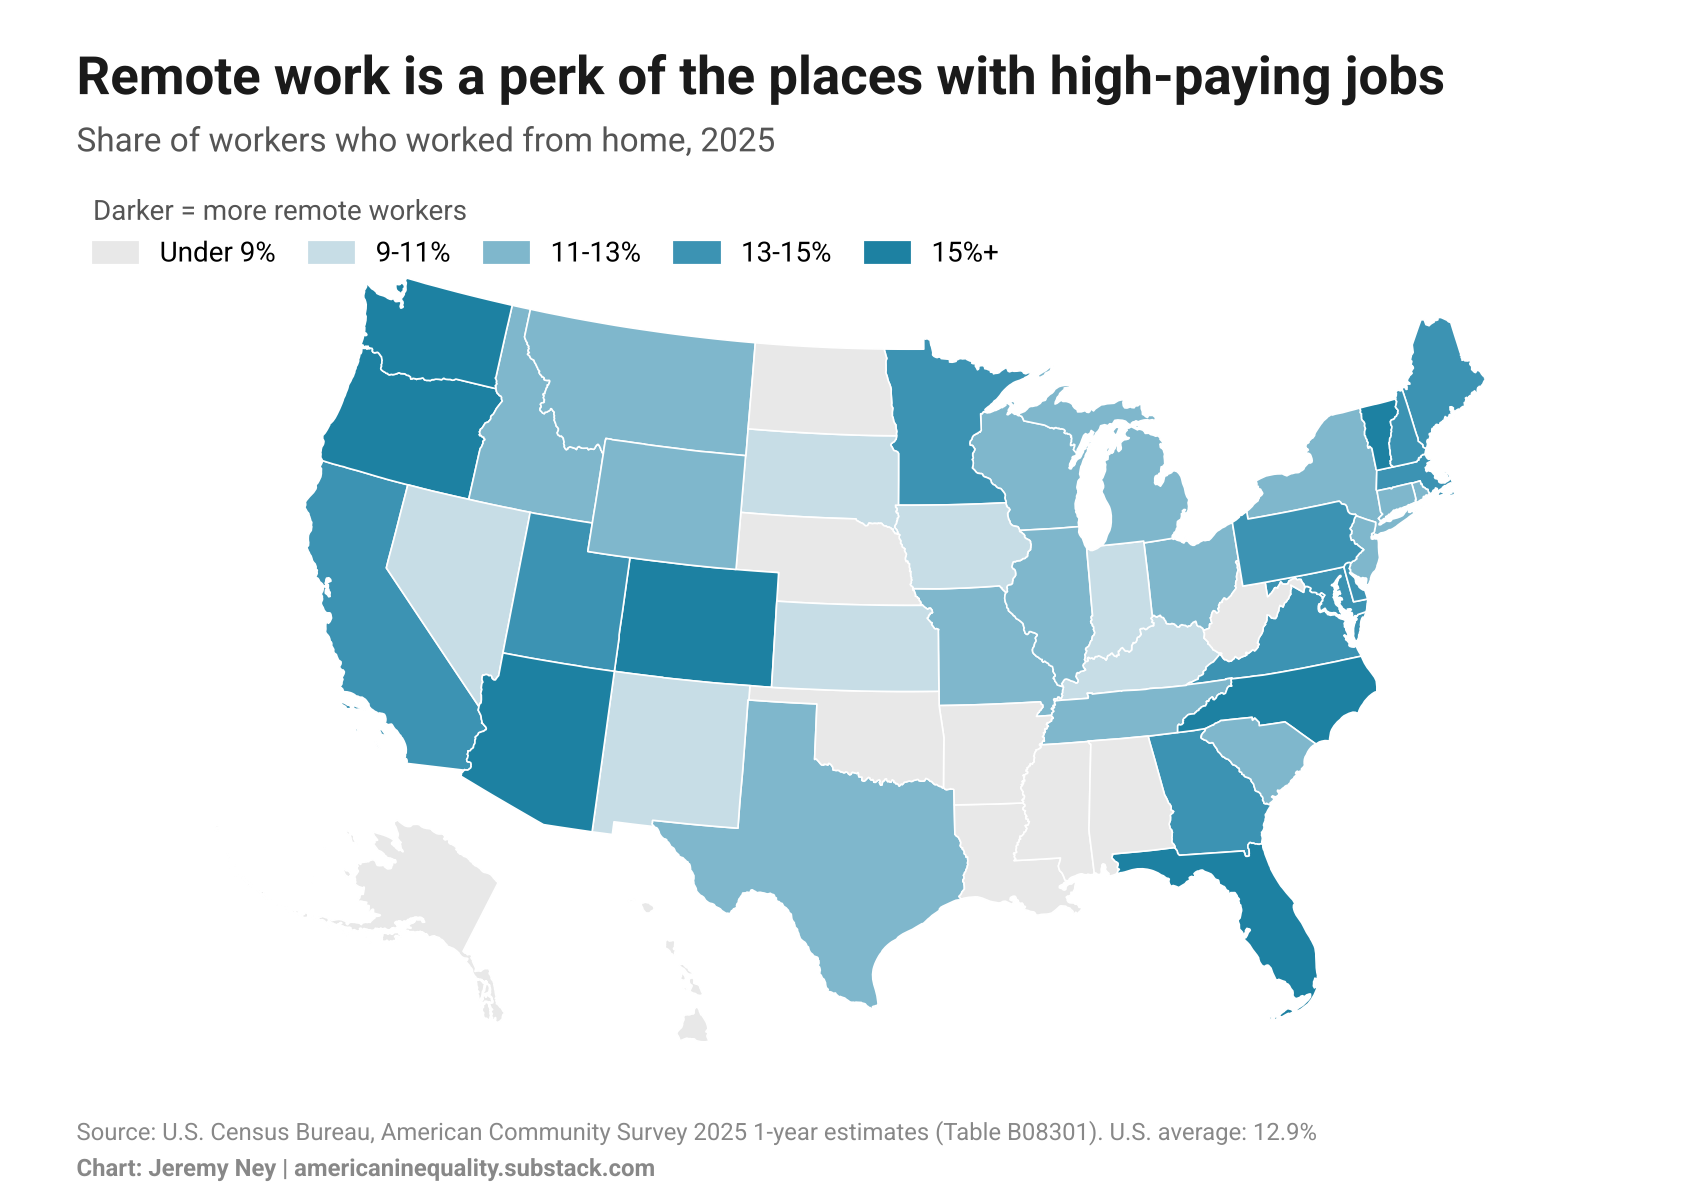 Remote work is a perk of the places with high-paying jobs
Share of workers who worked from home, 2025
Darker = more remote workers
Under 9% 9-11% 11-13% 13-15% 15%+
Source: U.S. Census Bureau, American Community Survey 2025 1-year estimates (Table B08301). U.S. average: 12.9%
Chart: Jeremy Ney | americaninequality.substack.com